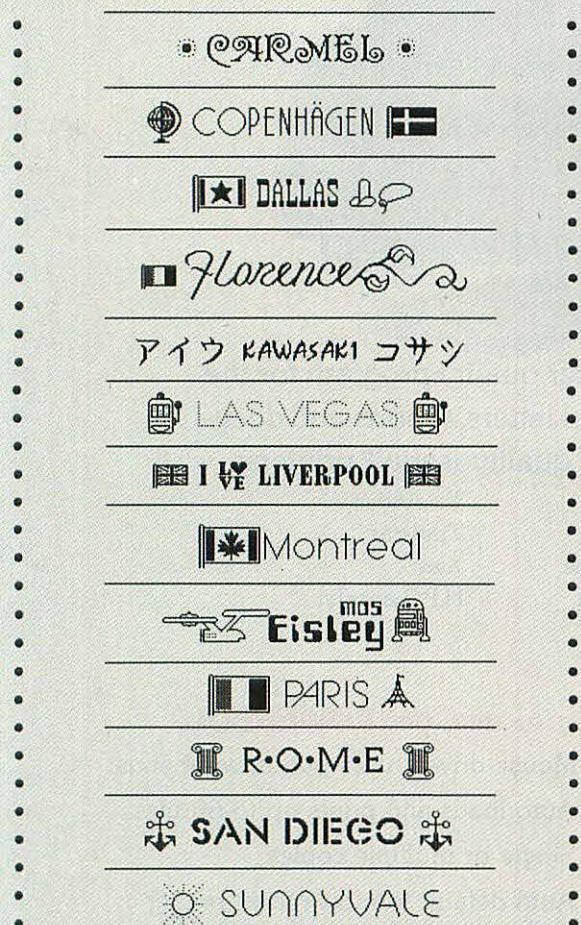 CARMEL
COPENHÄGEN
DALLAS
Florence
アイウ KAWASAKI コサシ
LAS VEGAS
I LOVE LIVERPOOL
Montreal
mos Eisley
PARIS
R•O•M•E
SAN DIEGO
SUNNYVALE